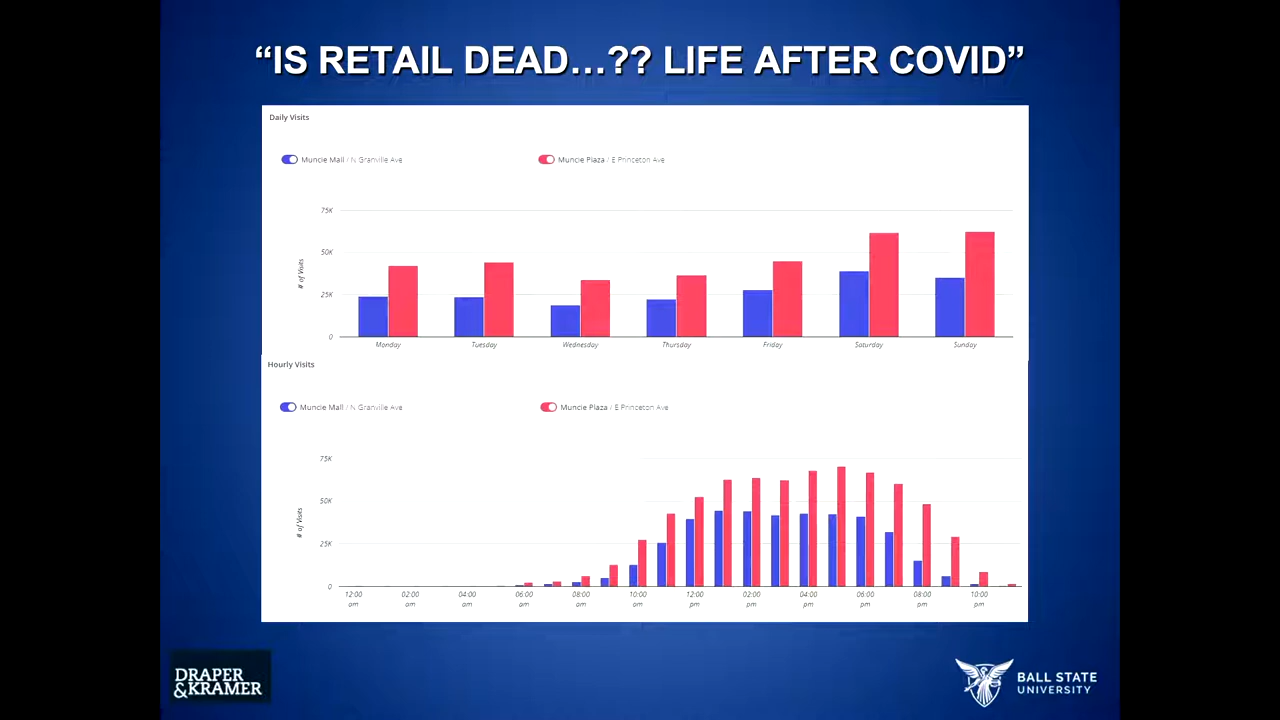 “IS RETAIL DEAD…?? LIFE AFTER COVID”
Daily Visits
Muncie Mall / N Granville Ave
Muncie Plaza / E Princeton Ave
75K
50K
25K
0
# of Visits
Monday
Tuesday
Wednesday
Thursday
Friday
Saturday
Sunday
Hourly Visits
Muncie Mall / N Granville Ave
Muncie Plaza / E Princeton Ave
75K
50K
25K
0
# of Visits
12:00 am
02:00 am
04:00 am
06:00 am
08:00 am
10:00 am
12:00 pm
02:00 pm
04:00 pm
06:00 pm
08:00 pm
10:00 pm
DRAPER
&KRAMER
BALL STATE
UNIVERSITY